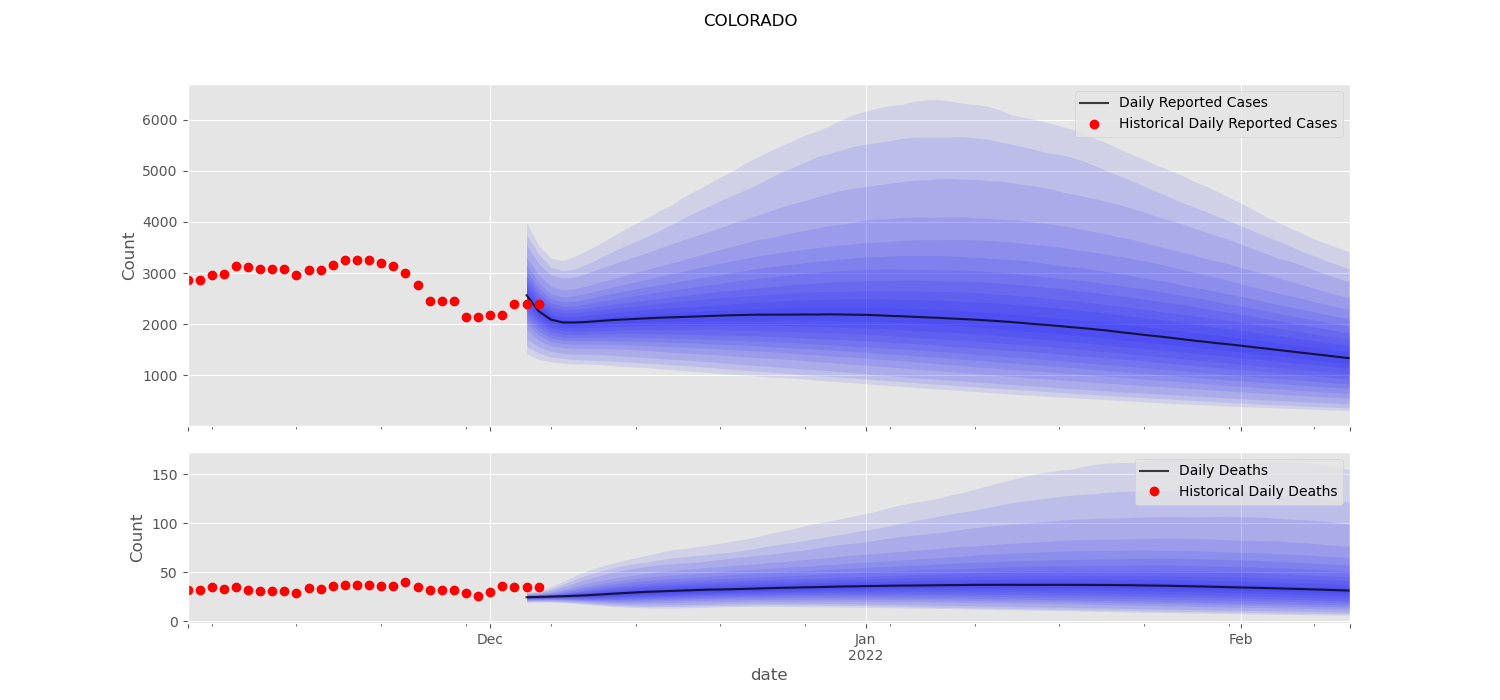 COLORADO
Daily Reported Cases
Historical Daily Reported Cases
6000
5000
4000
3000
2000
1000
Count
Daily Deaths
Historical Daily Deaths
150
100
50
0
Count
Dec
Jan
2022
Feb
date